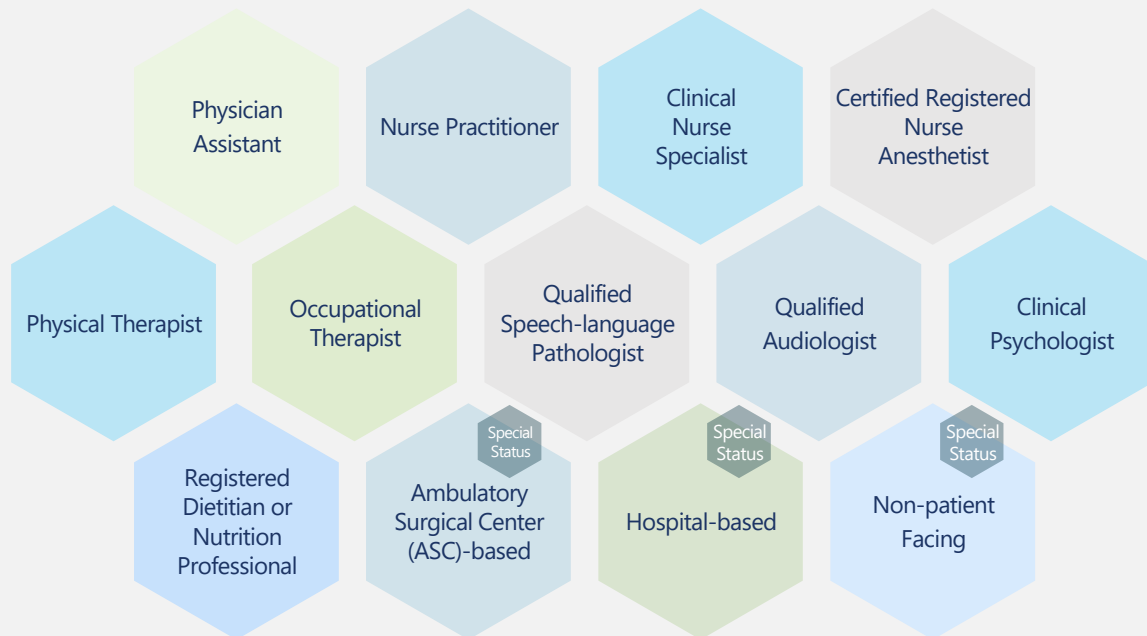 Physician
Assistant
Nurse Practitioner
Clinical
Nurse
Specialist
Certified Registered
Nurse
Anesthetist
Physical Therapist
Occupational
Therapist
Qualified
Speech-language
Pathologist
Qualified
Audiologist
Clinical
Psychologist
Registered
Dietitian or
Nutrition
Professional
Special
Status
Ambulatory
Surgical Center
(ASC)-based
Special
Status
Hospital-based
Special
Status
Non-patient
Facing